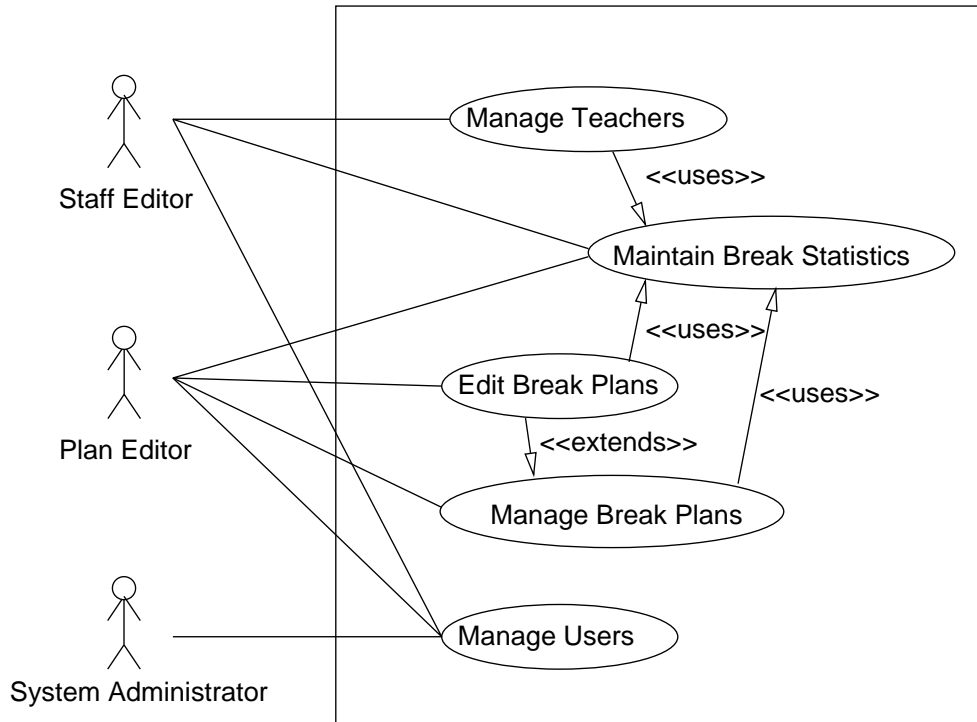 Manage Teachers
<<uses>>
Staff Editor
Maintain Break Statistics
<<uses>>
Edit Break Plans
<<uses>>
Plan Editor
<<extends>>
Manage Break Plans
Manage Users
System Administrator